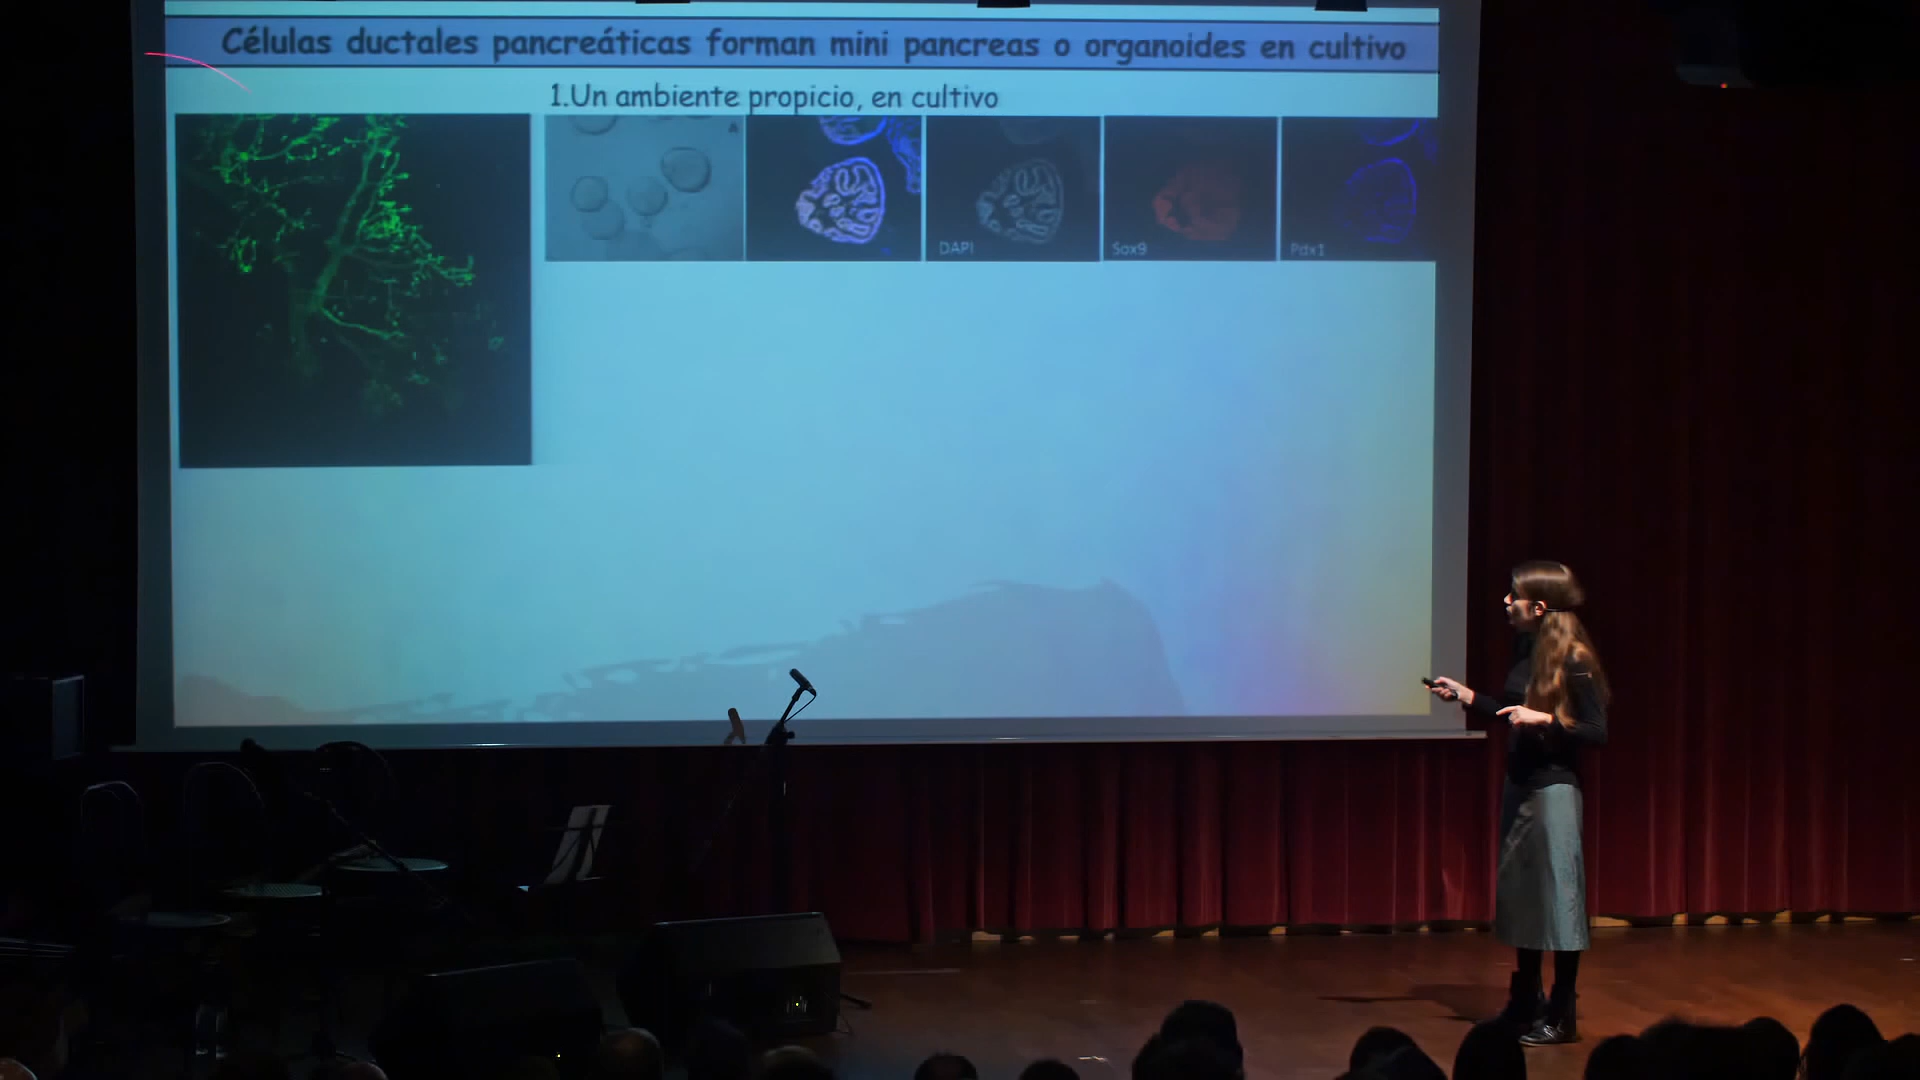 Células ductales pancreáticas forman mini pancreas o organoides en cultivo
1.Un ambiente propicio, en cultivo
A
DAPI
Sox9
Pdx1